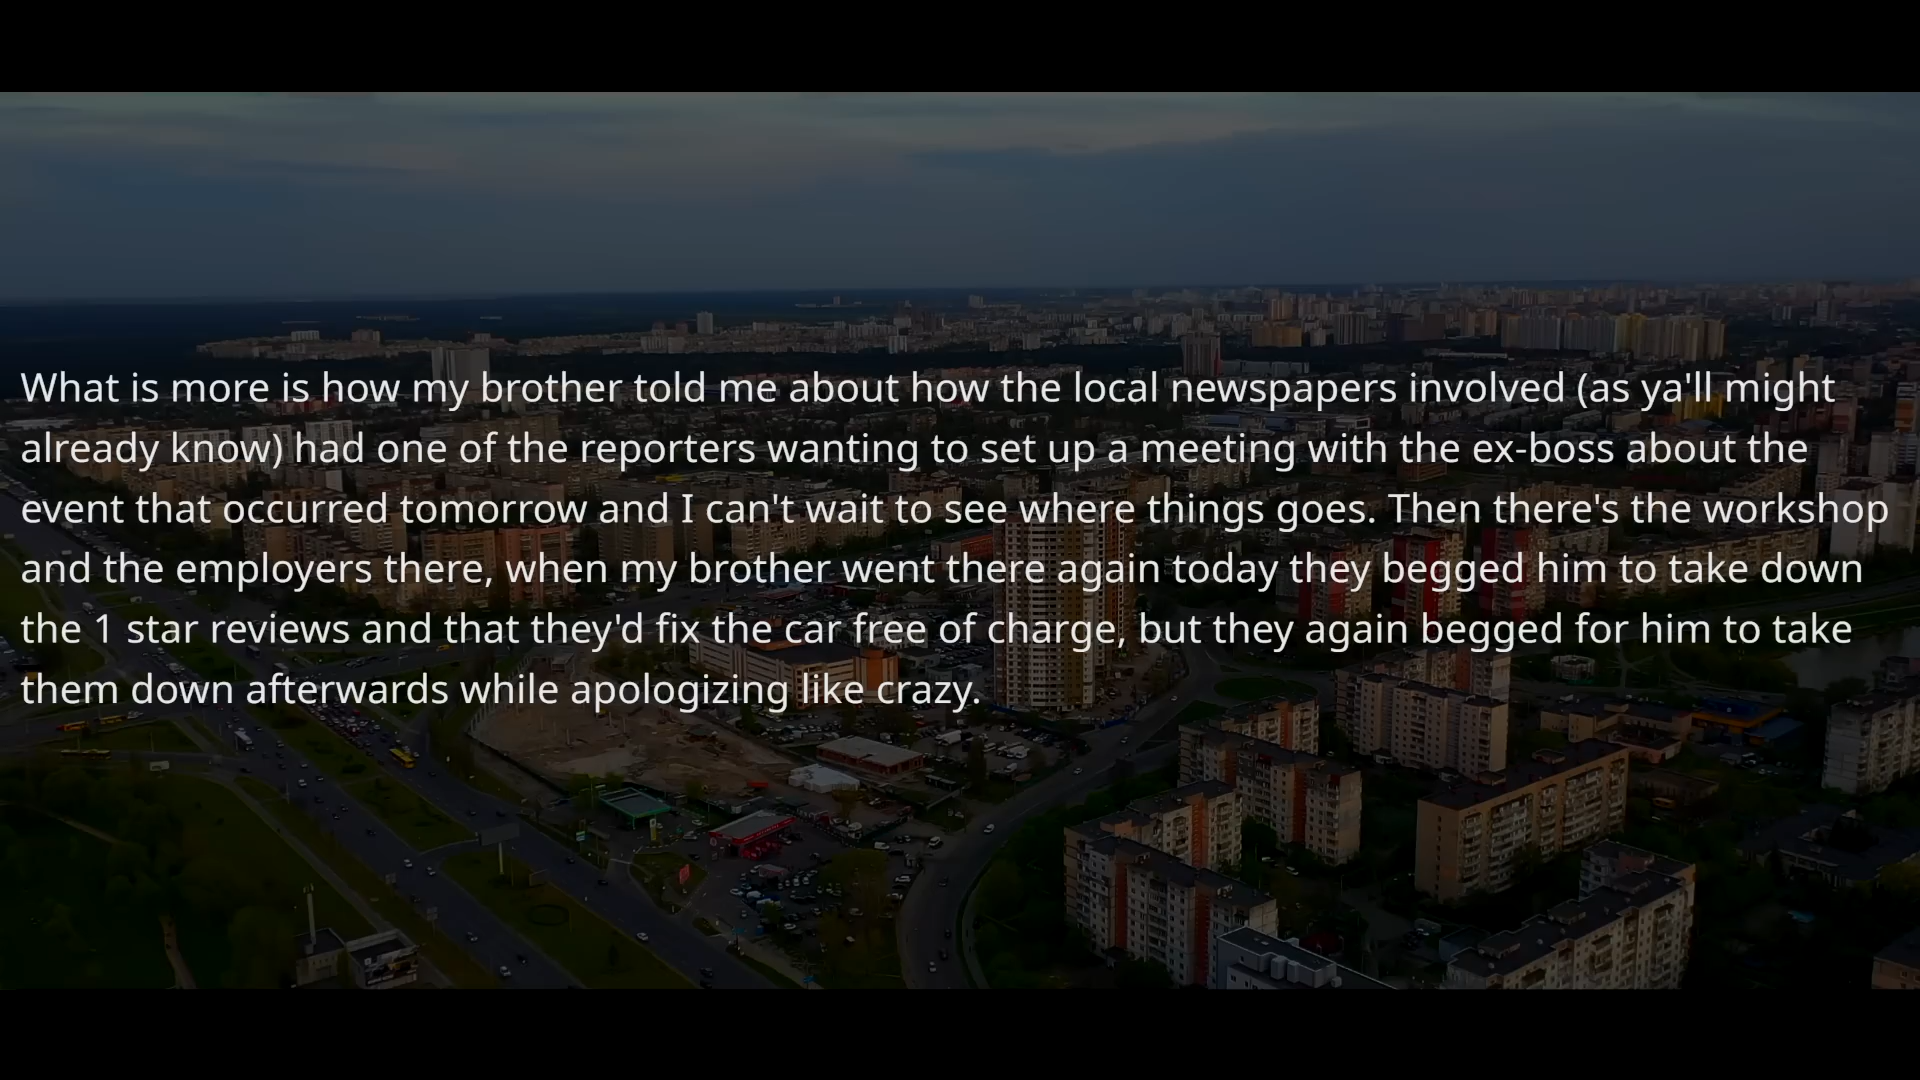 What is more is how my brother told me about how the local newspapers involved (as ya'll might
already know) had one of the reporters wanting to set up a meeting with the ex-boss about the
event that occurred tomorrow and I can't wait to see where things goes. Then there's the workshop
and the employers there, when my brother went there again today they begged him to take down
the 1 star reviews and that they'd fix the car free of charge, but they again begged for him to take
them down afterwards while apologizing like crazy.